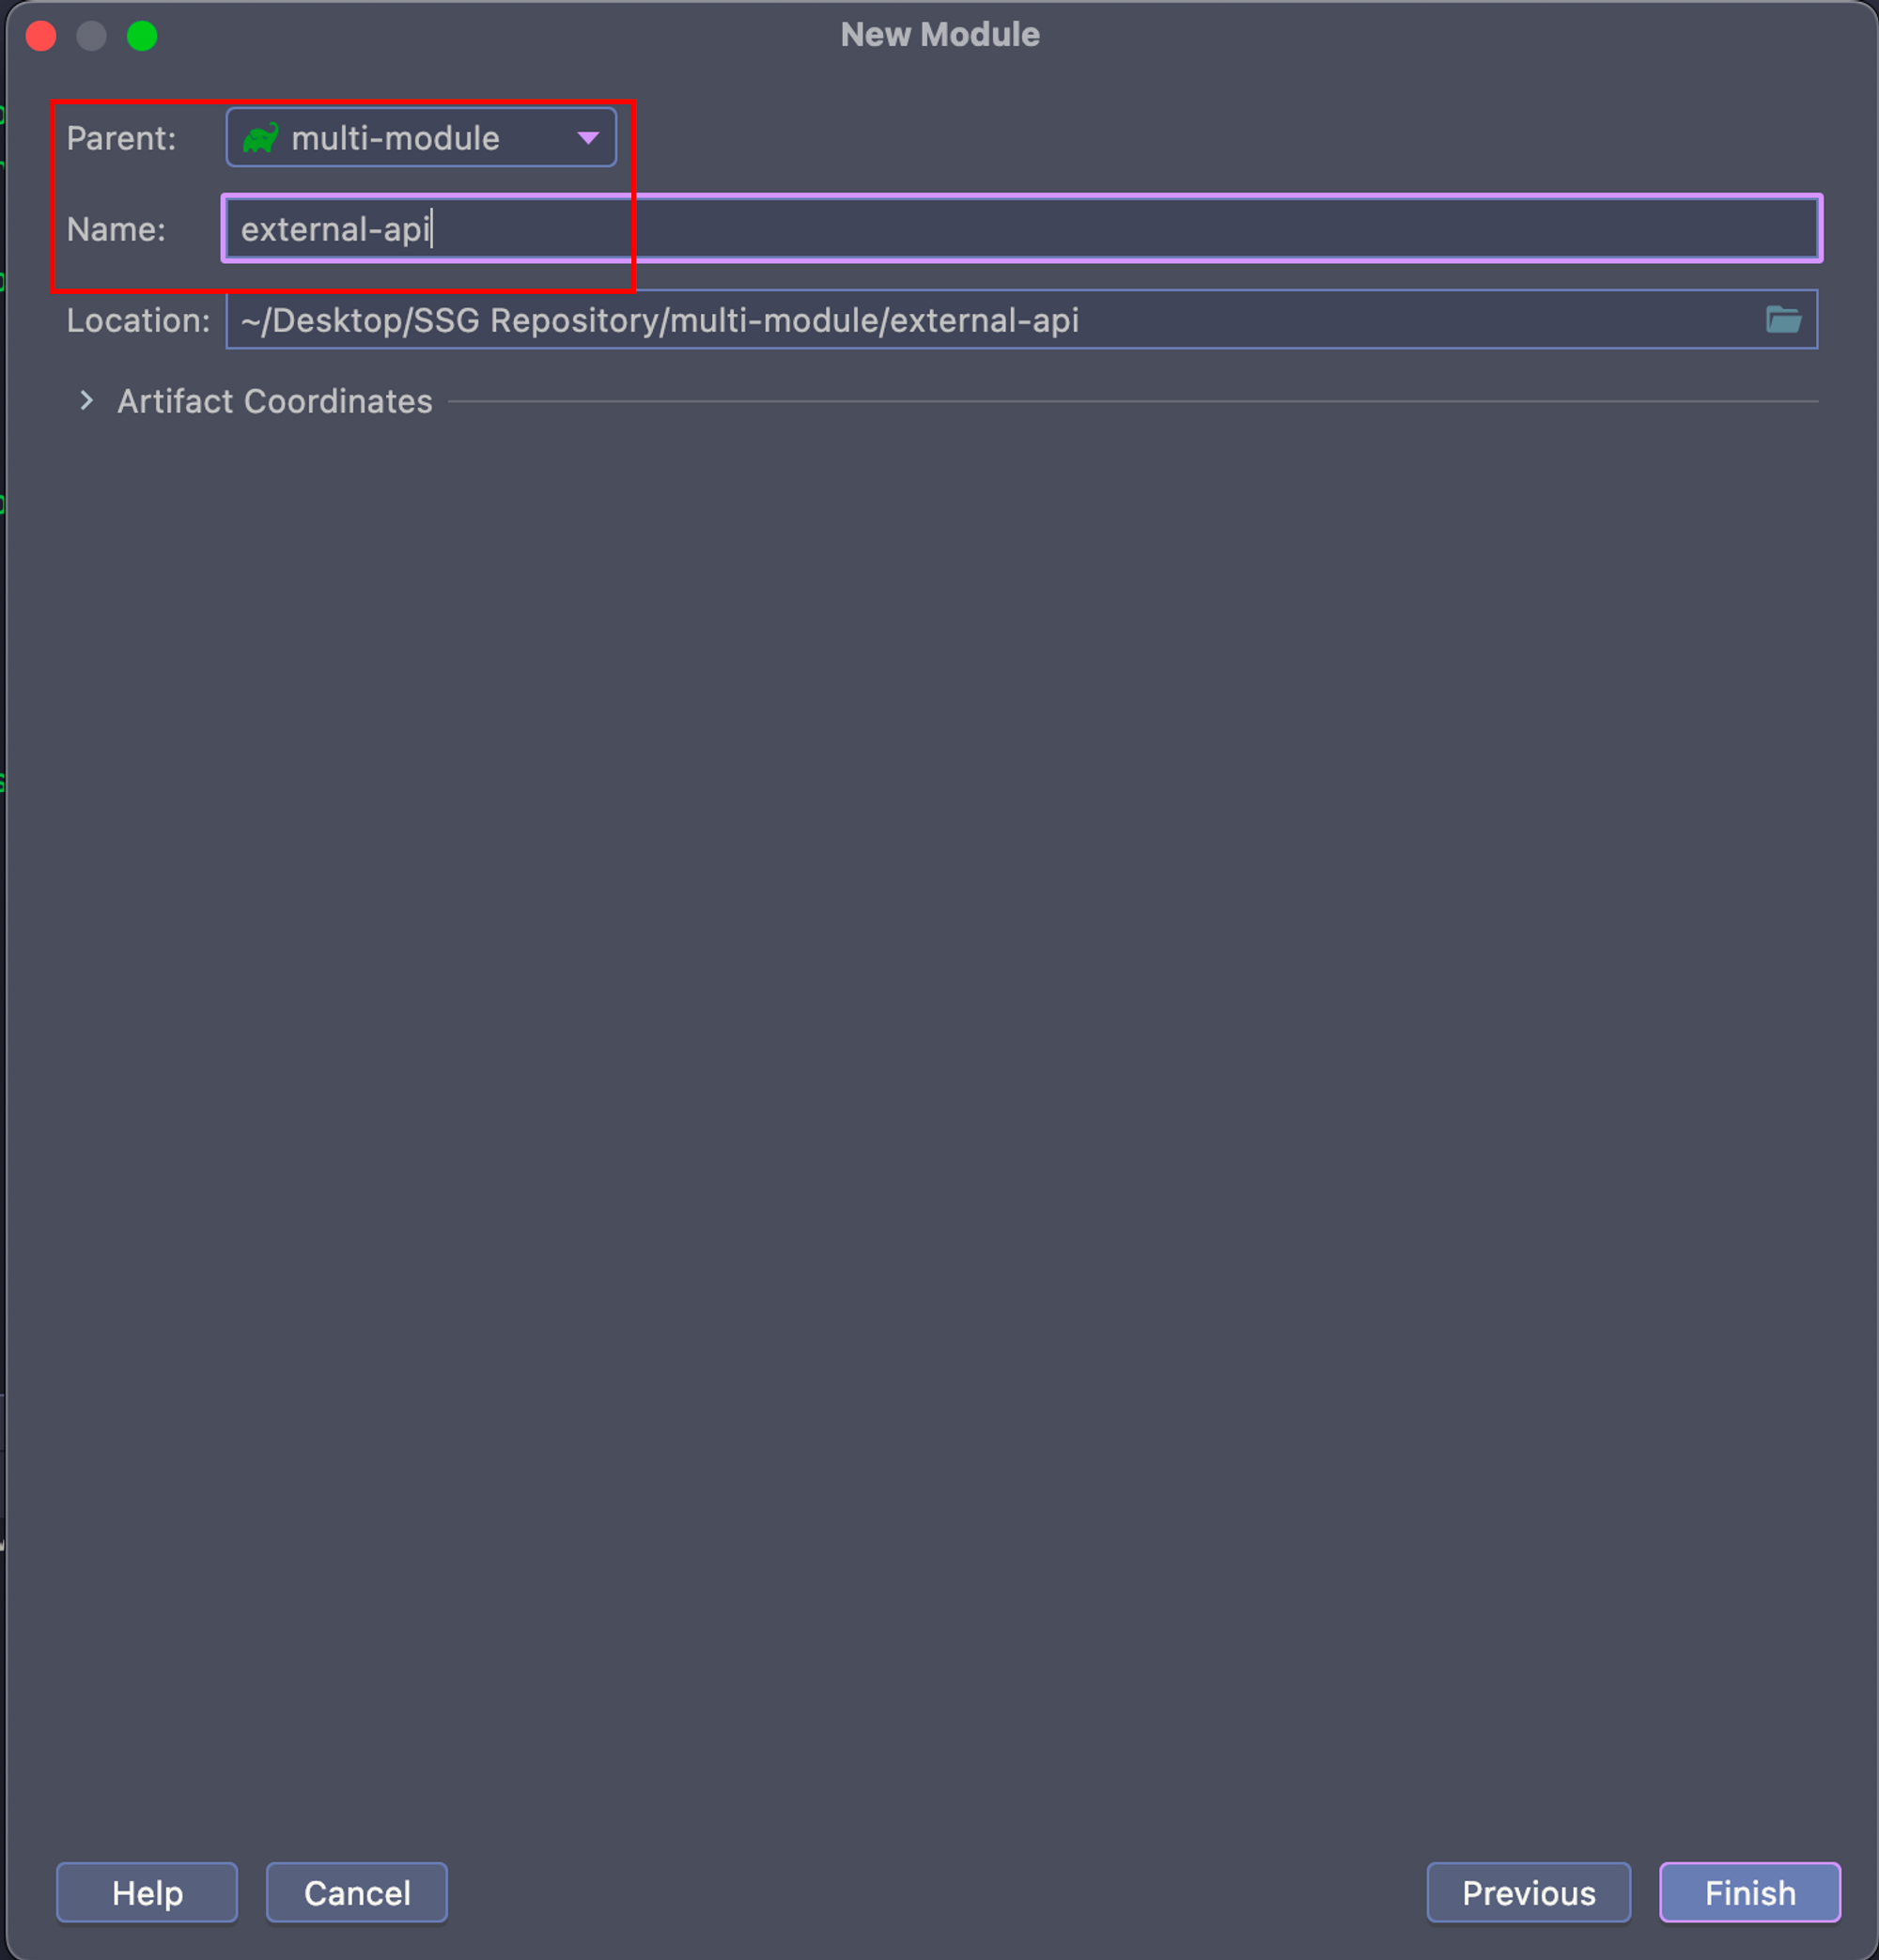 New Module
Parent: multi-module
Name: external-api
Location: ~/Desktop/SSG Repository/multi-module/external-api
Artifact Coordinates
Help Cancel Previous Finish